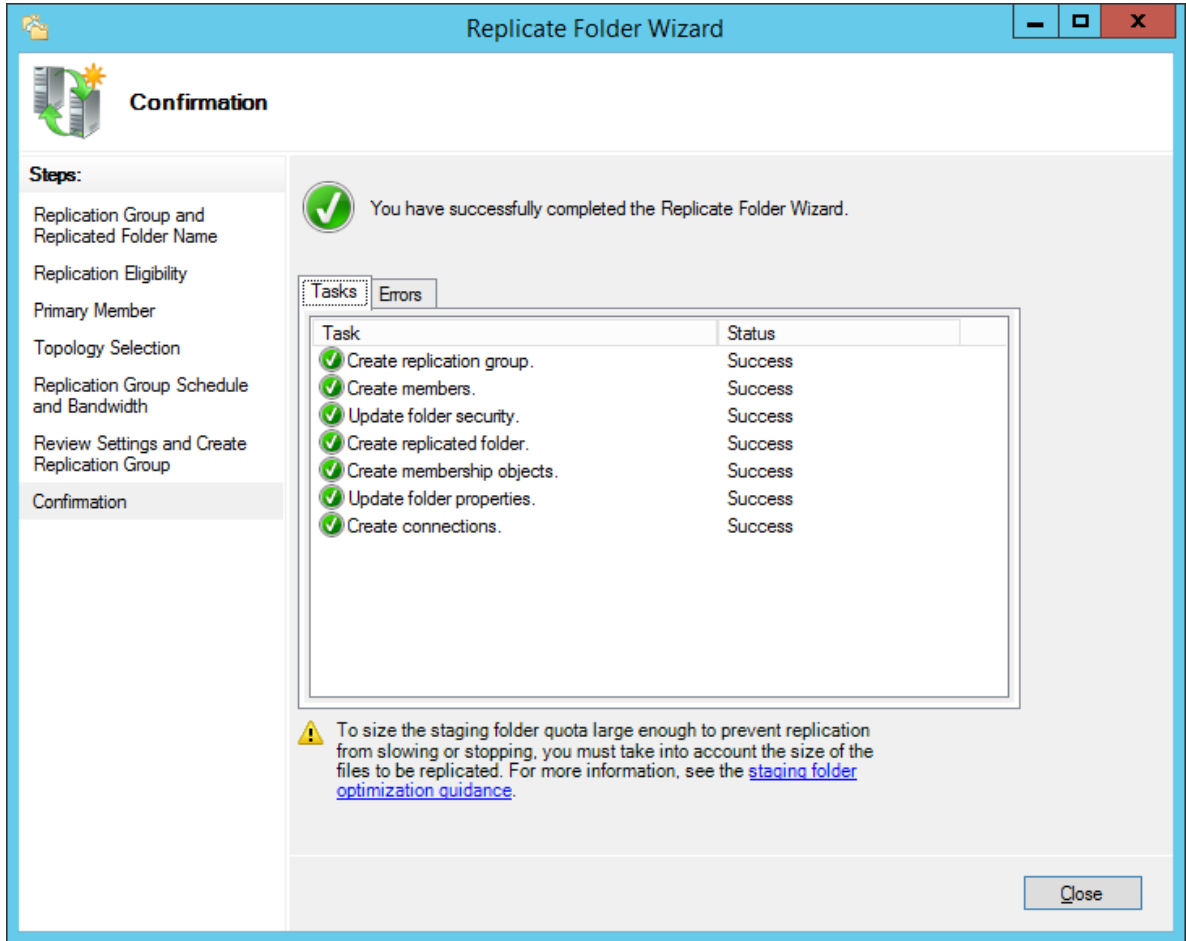 Replicate Folder Wizard
Confirmation
Steps:
Replication Group and
Replicated Folder Name
Replication Eligibility
Primary Member
Topology Selection
Replication Group Schedule
and Bandwidth
Review Settings and Create
Replication Group
Confirmation
You have successfully completed the Replicate Folder Wizard.
Tasks Errors
Task Status
Create replication group. Success
Create members. Success
Update folder security. Success
Create replicated folder. Success
Create membership objects. Success
Update folder properties. Success
Create connections. Success
To size the staging folder quota large enough to prevent replication
from slowing or stopping, you must take into account the size of the
files to be replicated. For more information, see the staging folder
optimization guidance.
Close